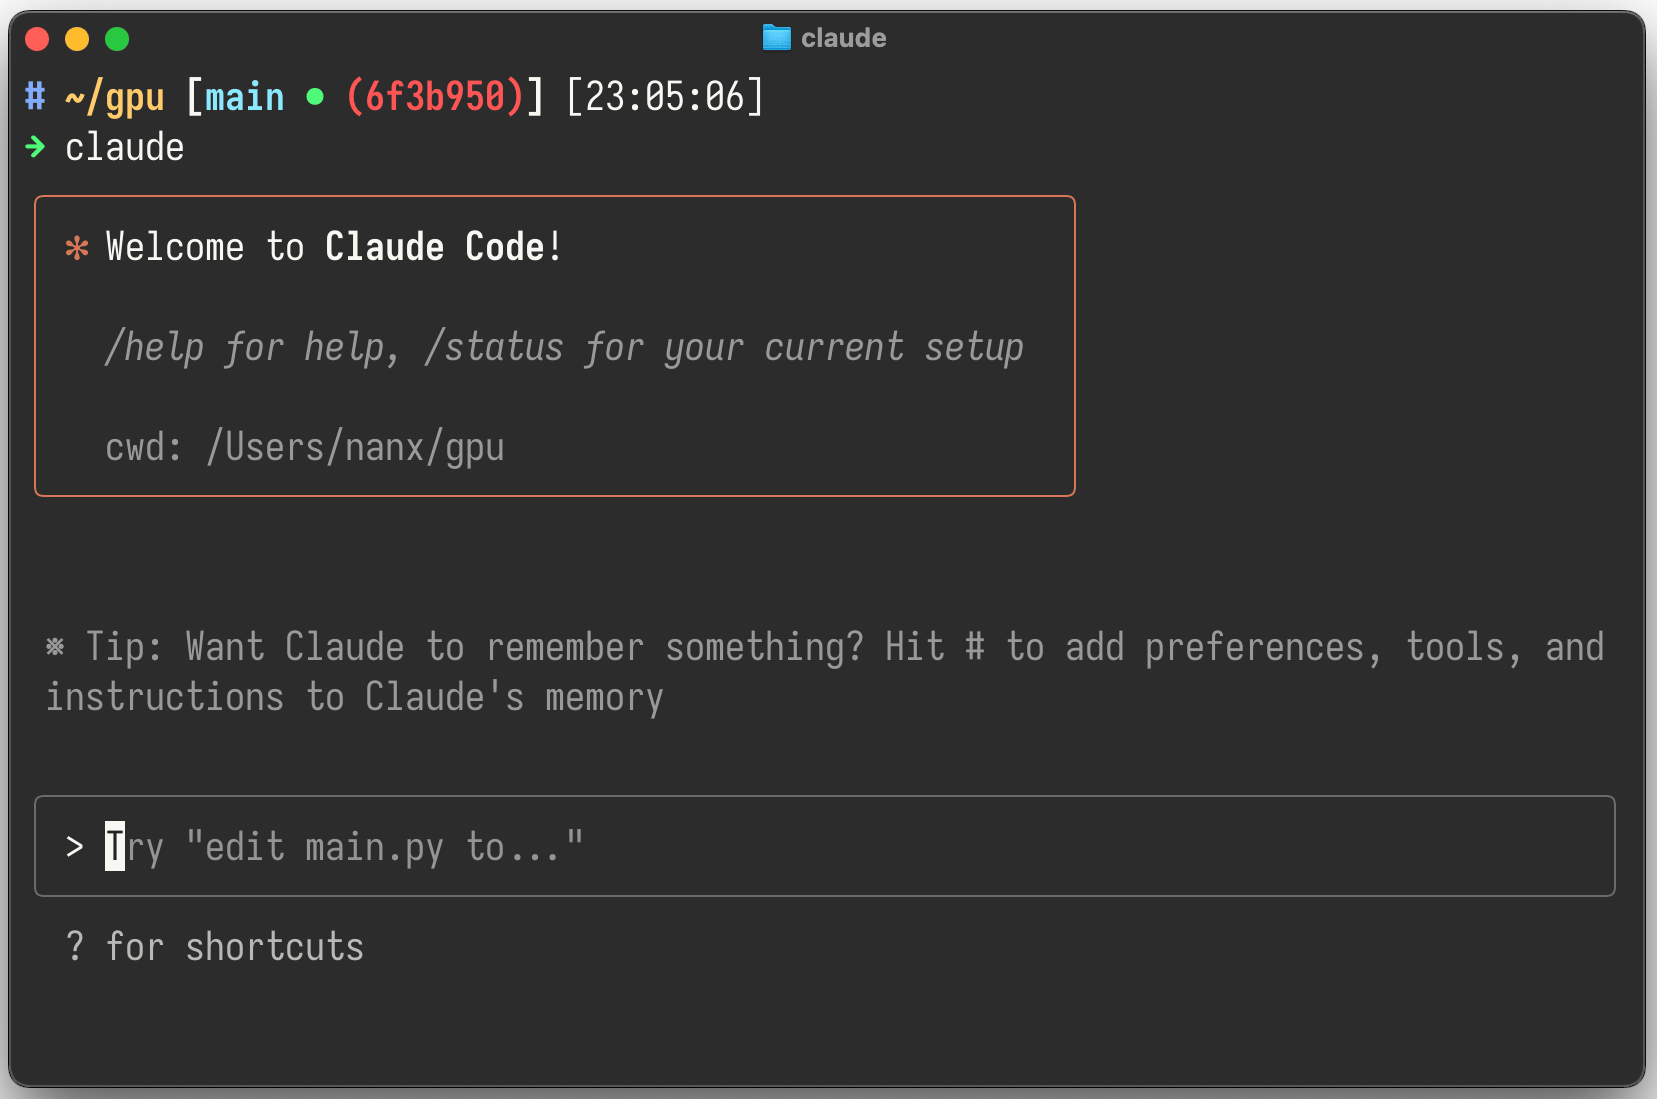 claude
# ~/gpu [main ● (6f3b950)] [23:05:06]
➜ claude
✻ Welcome to Claude Code!
/help for help, /status for your current setup
cwd: /Users/nanx/gpu
※ Tip: Want Claude to remember something? Hit # to add preferences, tools, and
instructions to Claude's memory
> Try "edit main.py to..."
? for shortcuts